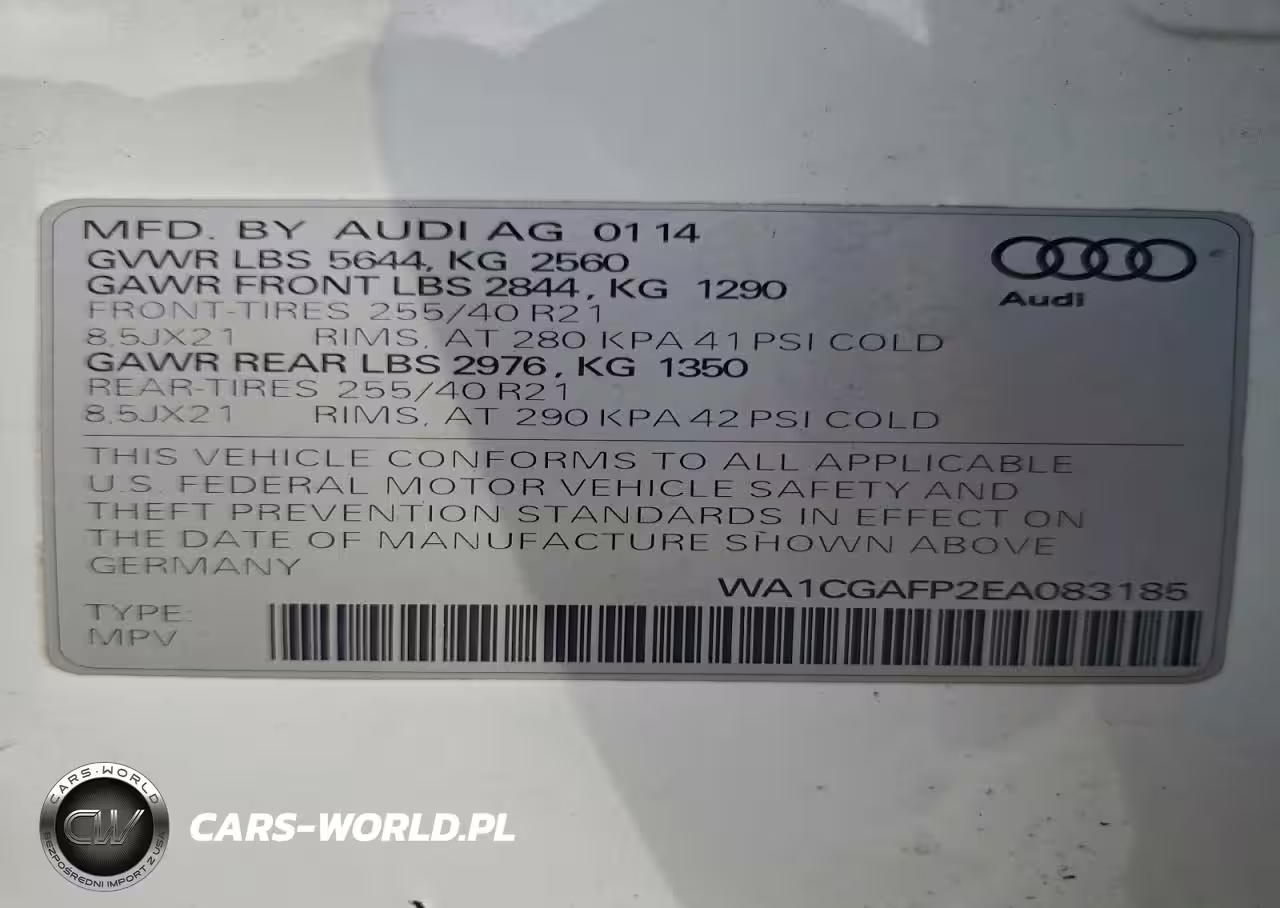 MFD. BY AUDI AG 01 14
GVWR LBS 5644, KG 2560
GAWR FRONT LBS 2844, KG 1290
FRONT-TIRES 255/40 R21
8,5JX21 RIMS, AT 280 KPA 41 PSI COLD
GAWR REAR LBS 2976, KG 1350
REAR-TIRES 255/40 R21
8,5JX21 RIMS, AT 290 KPA 42 PSI COLD
Audi
THIS VEHICLE CONFORMS TO ALL APPLICABLE
U.S. FEDERAL MOTOR VEHICLE SAFETY AND
THEFT PREVENTION STANDARDS IN EFFECT ON
THE DATE OF MANUFACTURE SHOWN ABOVE
GERMANY
WA1CGAFP2EA083185
TYPE:
MPV
CARS-WORLD
CW
BEZPOŚREDNI IMPORT Z USA
CARS-WORLD.PL